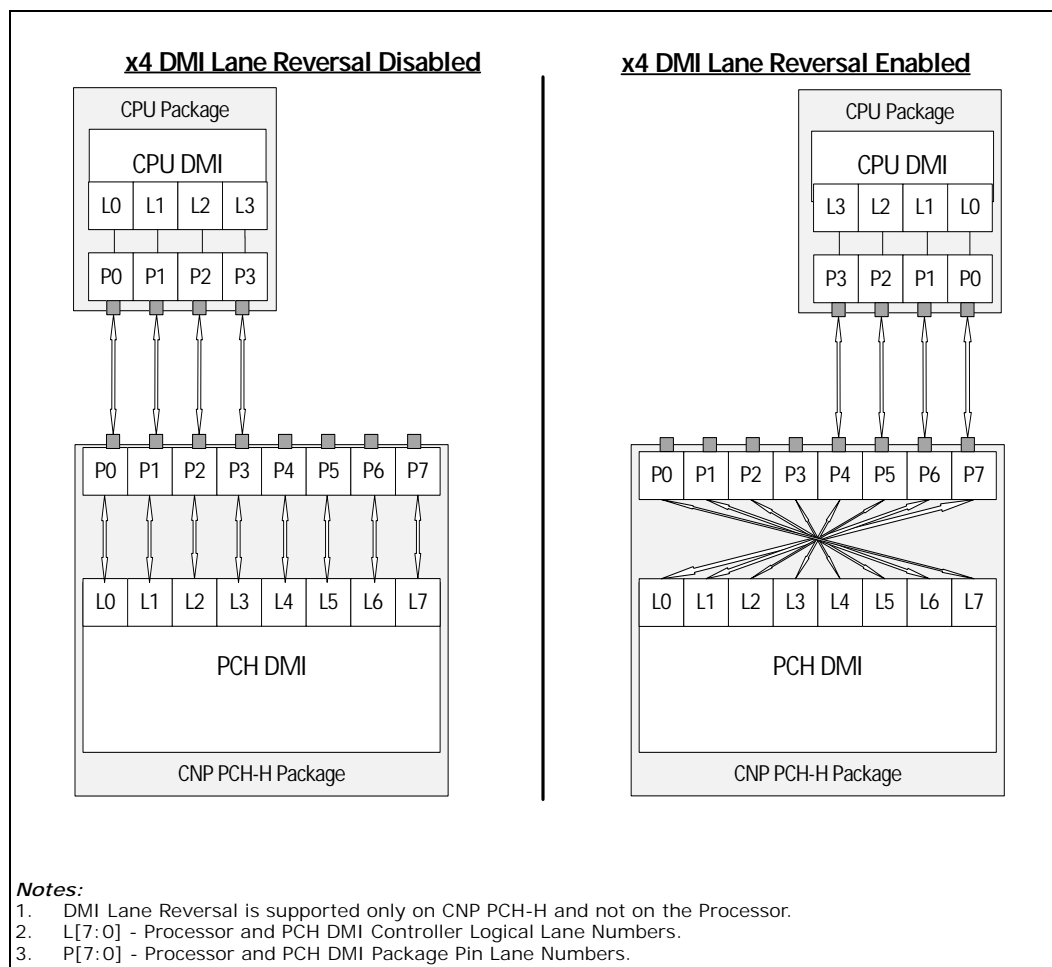 x4 DMI Lane Reversal Disabled
CPU Package
CPU DMI
L0 L1 L2 L3
P0 P1 P2 P3
P0 P1 P2 P3 P4 P5 P6 P7
L0 L1 L2 L3 L4 L5 L6 L7
PCH DMI
CNP PCH-H Package
x4 DMI Lane Reversal Enabled
CPU Package
CPU DMI
L3 L2 L1 L0
P3 P2 P1 P0
P0 P1 P2 P3 P4 P5 P6 P7
L0 L1 L2 L3 L4 L5 L6 L7
PCH DMI
CNP PCH-H Package
Notes:
1. DMI Lane Reversal is supported only on CNP PCH-H and not on the Processor.
2. L[7:0] - Processor and PCH DMI Controller Logical Lane Numbers.
3. P[7:0] - Processor and PCH DMI Package Pin Lane Numbers.